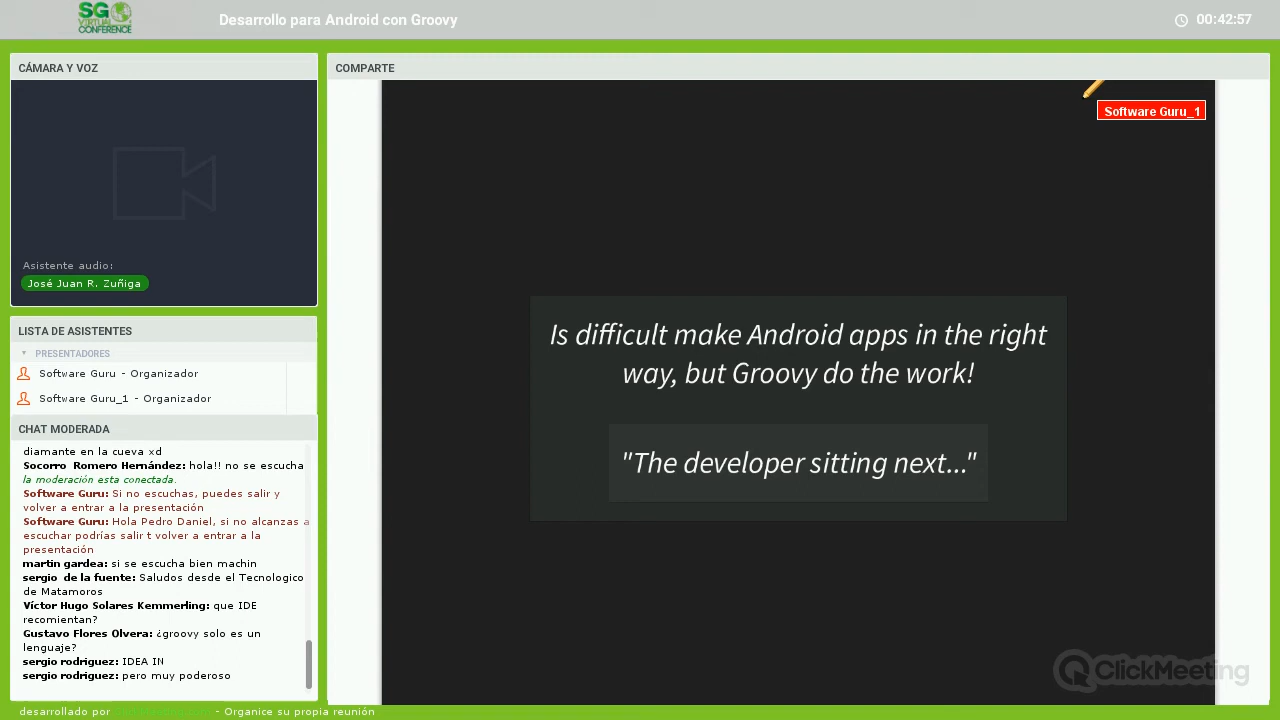 SG
VIRTUAL
CONFERENCE
Desarrollo para Android con Groovy
00:42:57
CÁMARA Y VOZ
Asistente audio:
José Juan R. Zuñiga
LISTA DE ASISTENTES
PRESENTADORES
Software Guru - Organizador
Software Guru_1 - Organizador
CHAT MODERADA
diamante en la cueva xd
Socorro Romero Hernández: hola!! no se escucha
la moderación esta conectada.
Software Guru: Si no escuchas, puedes salir y
volver a entrar a la presentación
Software Guru: Hola Pedro Daniel, si no alcanzas a
escuchar podrías salir t volver a entrar a la
presentación
martin gardea: si se escucha bien machin
sergio de la fuente: Saludos desde el Tecnologico
de Matamoros
Víctor Hugo Solares Kemmerling: que IDE
recomientan?
Gustavo Flores Olvera: ¿groovy solo es un
lenguaje?
sergio rodriguez: IDEA IN
sergio rodriguez: pero muy poderoso
desarrollado por - Organice su propia reunión
COMPARTE
Software Guru_1
Is difficult make Android apps in the right
way, but Groovy do the work!
"The developer sitting next..."
ClickMeeting